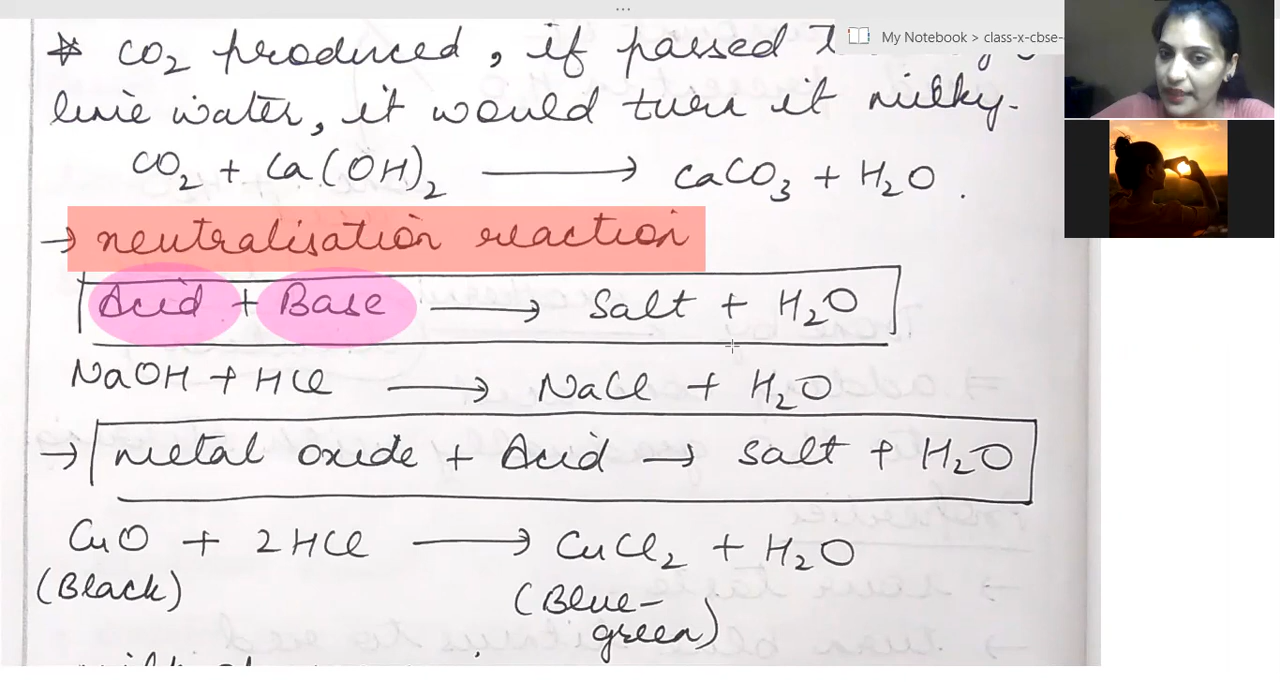 * CO₂ produced, if passed
My Notebook > class-x-cbse-
lime water, it would turn it milky.
CO₂ + Ca(OH)₂ ⟶ CaCO₃ + H₂O.
→ neutralisation reaction
Acid + Base ⟶ Salt + H₂O
NaOH + HCl ⟶ NaCl + H₂O
→ metal oxide + Acid → salt + H₂O
CuO + 2HCl ⟶ CuCl₂ + H₂O
(Black) (Blue-
green)